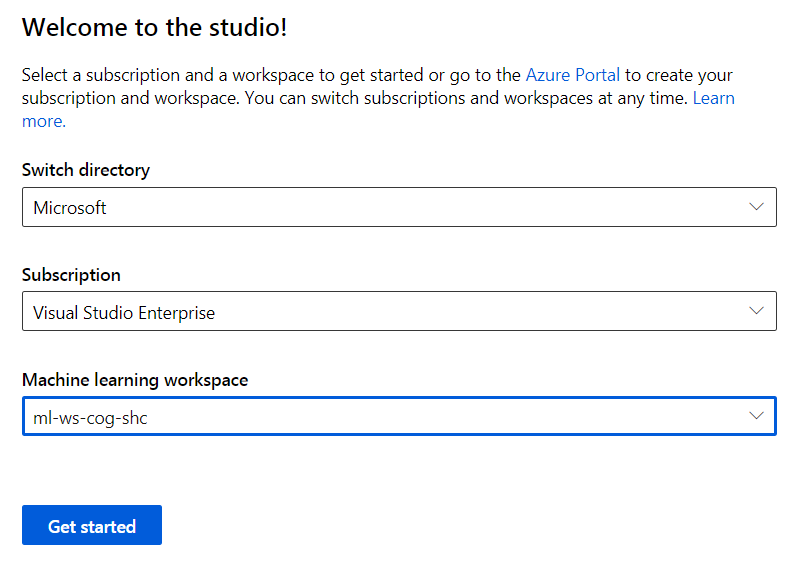 Welcome to the studio!
Select a subscription and a workspace to get started or go to the Azure Portal to create your
subscription and workspace. You can switch subscriptions and workspaces at any time. Learn
more.
Switch directory
Microsoft
Subscription
Visual Studio Enterprise
Machine learning workspace
ml-ws-cog-shc
Get started